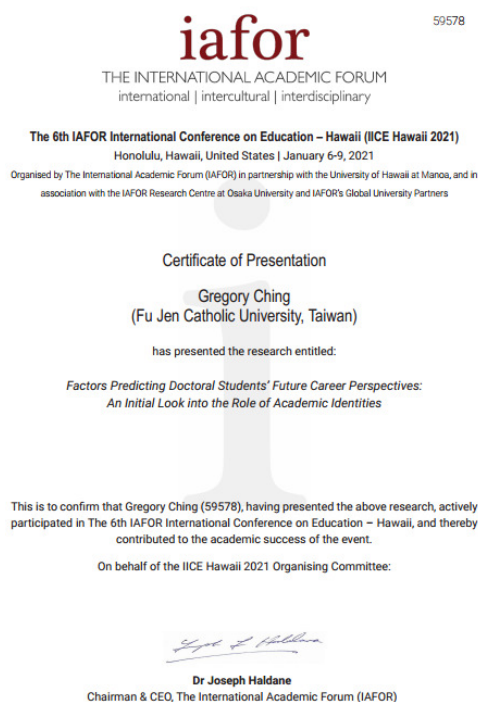 59578
iafor
THE INTERNATIONAL ACADEMIC FORUM
international | intercultural | interdisciplinary
The 6th IAFOR International Conference on Education – Hawaii (IICE Hawaii 2021)
Honolulu, Hawaii, United States | January 6-9, 2021
Organised by The International Academic Forum (IAFOR) in partnership with the University of Hawaii at Manoa, and in
association with the IAFOR Research Centre at Osaka University and IAFOR's Global University Partners
Certificate of Presentation
Gregory Ching
(Fu Jen Catholic University, Taiwan)
has presented the research entitled:
Factors Predicting Doctoral Students' Future Career Perspectives:
An Initial Look into the Role of Academic Identities
This is to confirm that Gregory Ching (59578), having presented the above research, actively
participated in The 6th IAFOR International Conference on Education – Hawaii, and thereby
contributed to the academic success of the event.
On behalf of the IICE Hawaii 2021 Organising Committee:
Dr Joseph Haldane
Chairman & CEO, The International Academic Forum (IAFOR)